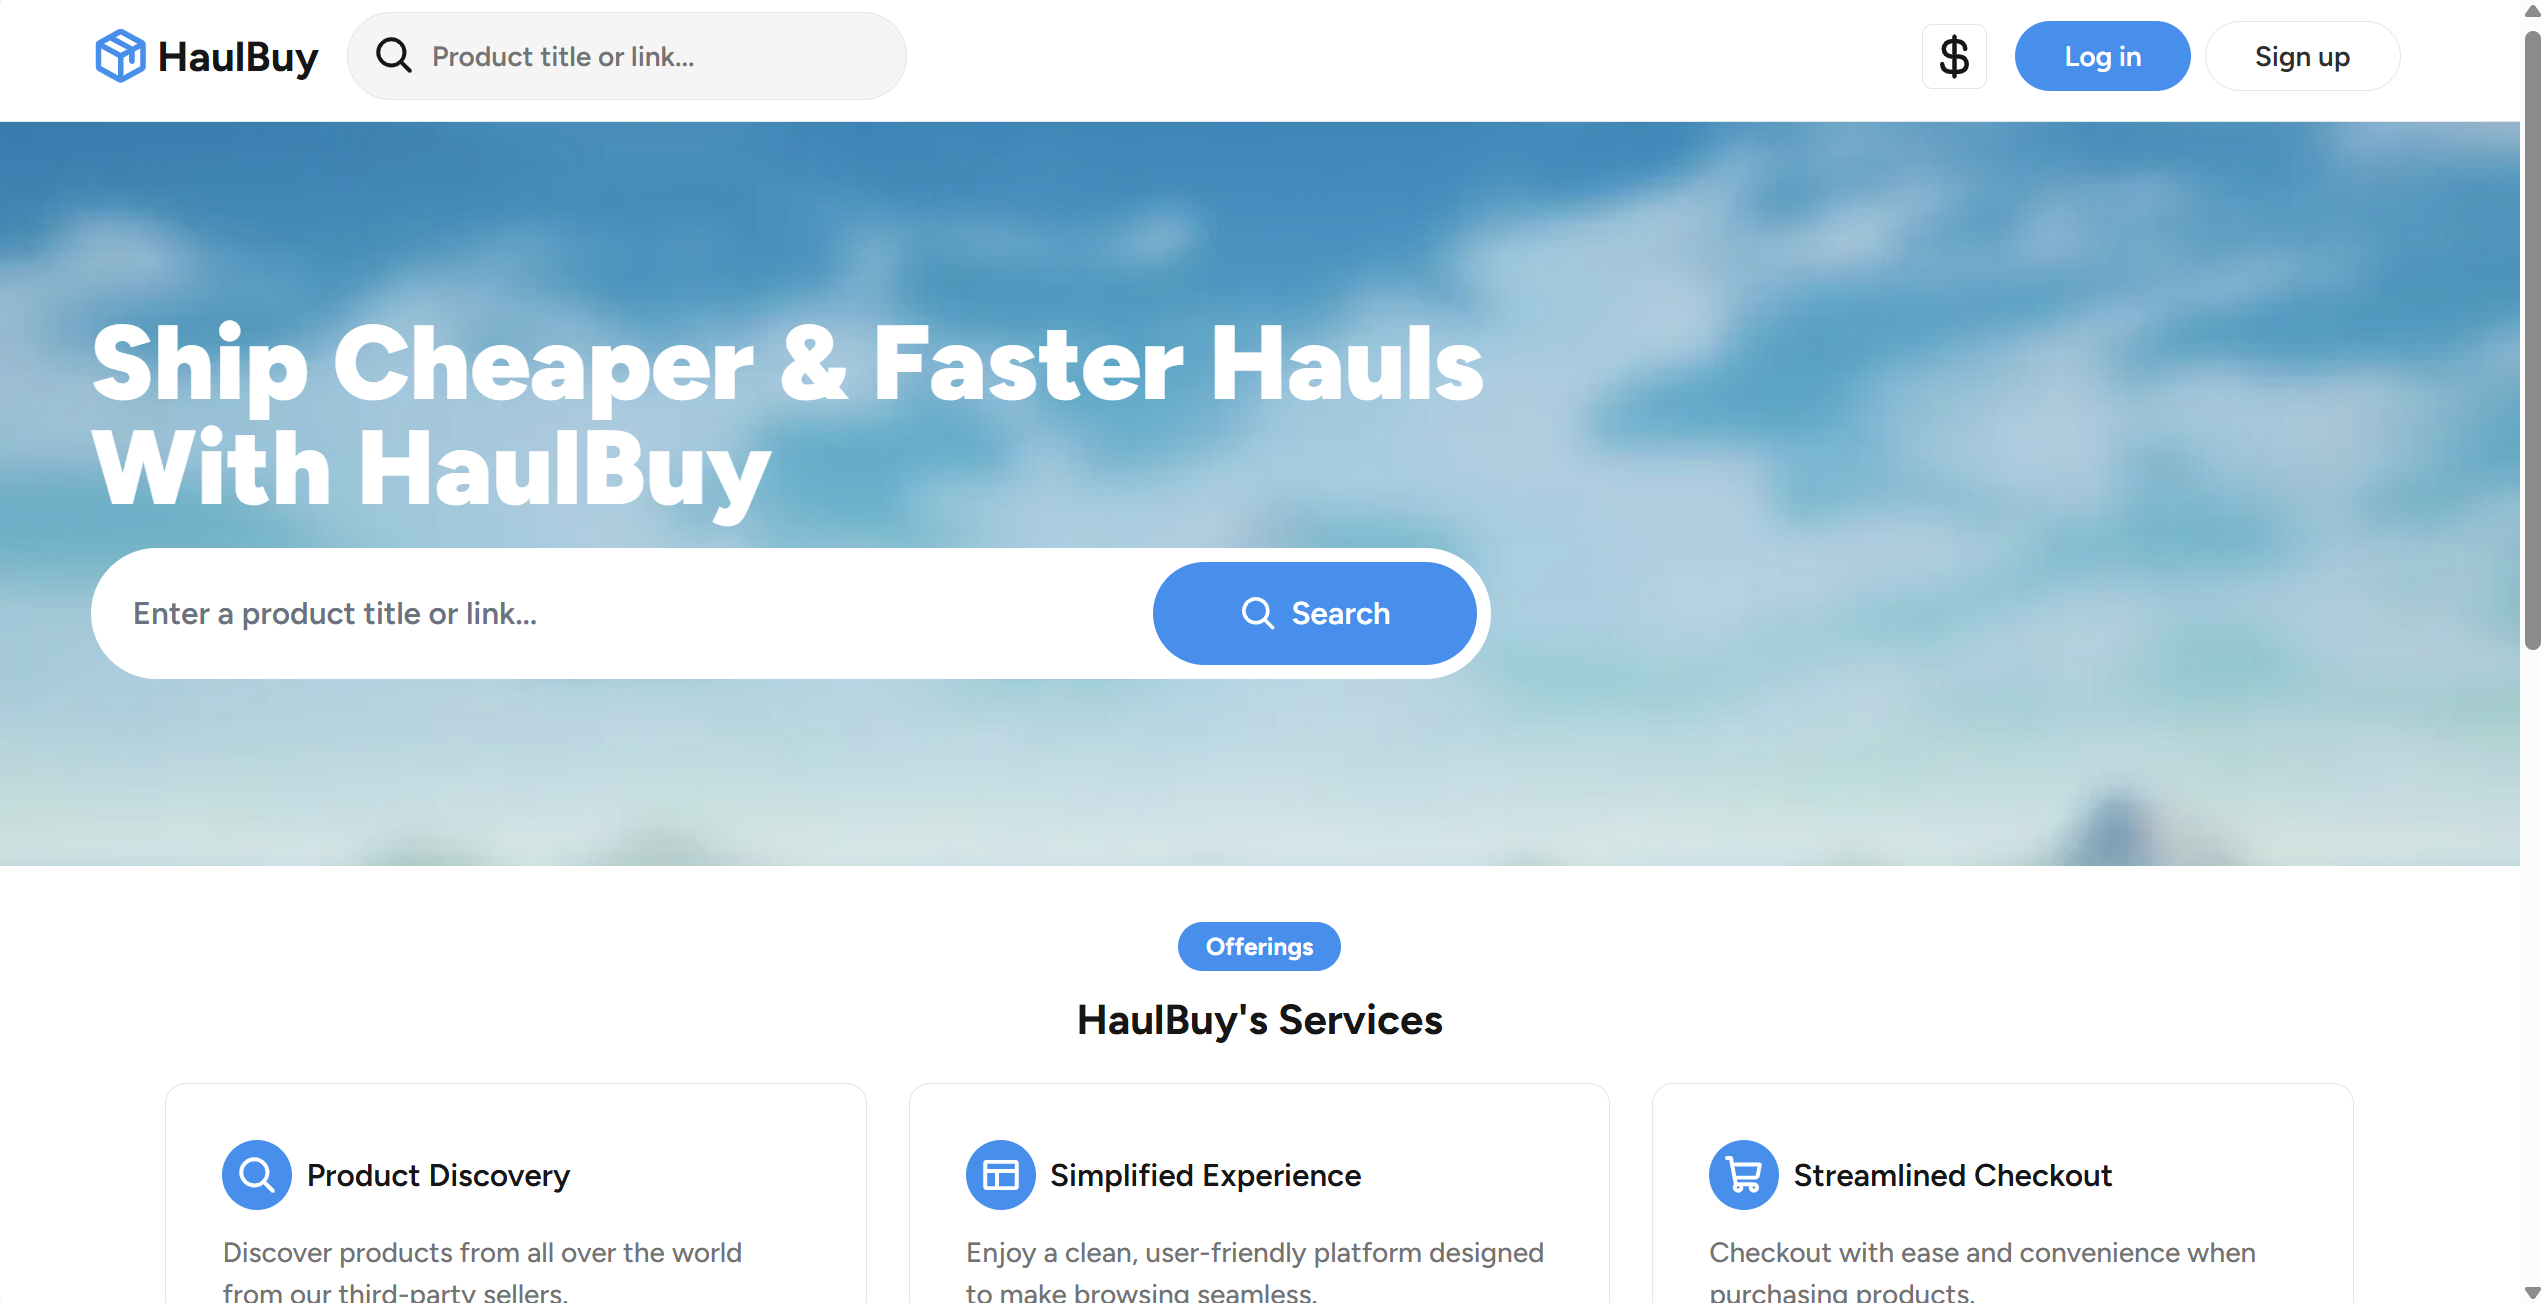 HaulBuy
Product title or link...
$
Log in
Sign up
Ship Cheaper & Faster Hauls
With HaulBuy
Enter a product title or link...
Search
Offerings
HaulBuy's Services
Product Discovery
Discover products from all over the world
from our third-party sellers.
Simplified Experience
Enjoy a clean, user-friendly platform designed
to make browsing seamless.
Streamlined Checkout
Checkout with ease and convenience when
purchasing products.